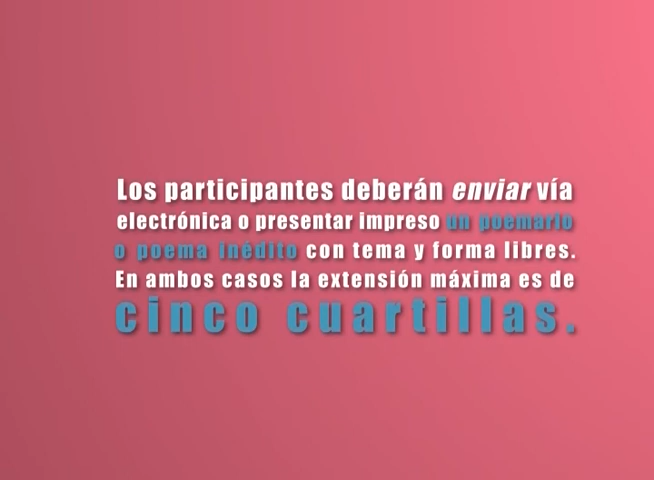 Los participantes deberán enviar vía
electrónica o presentar impreso un poemario
o poema inédito con tema y forma libres.
En ambos casos la extensión máxima es de
cinco cuartillas.